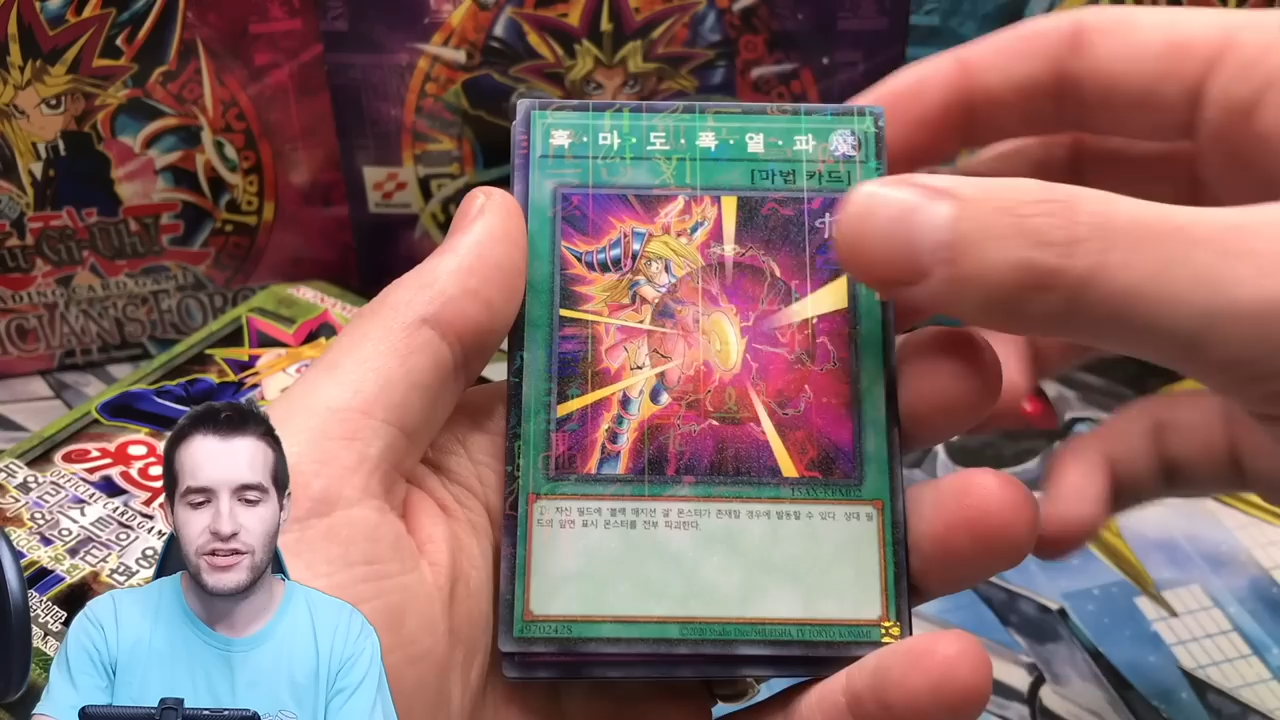 흑·마·도 폭·열·파 魔
[마법 카드]
15AX-KRM02
①: 자신 필드에 '블랙 매지션 걸' 몬스터가 존재할 경우에 발동할 수 있다. 상대 필
드의 앞면 표시 몬스터를 전부 파괴한다.
49702428
©2020 Studio Dice/SHUEISHA, TV TOKYO, KONAMI
KONAMI
Yu-Gi-Oh!
TRADING CARD GAME
MAGICIAN'S FORCE
OFFICIAL CARD GAME